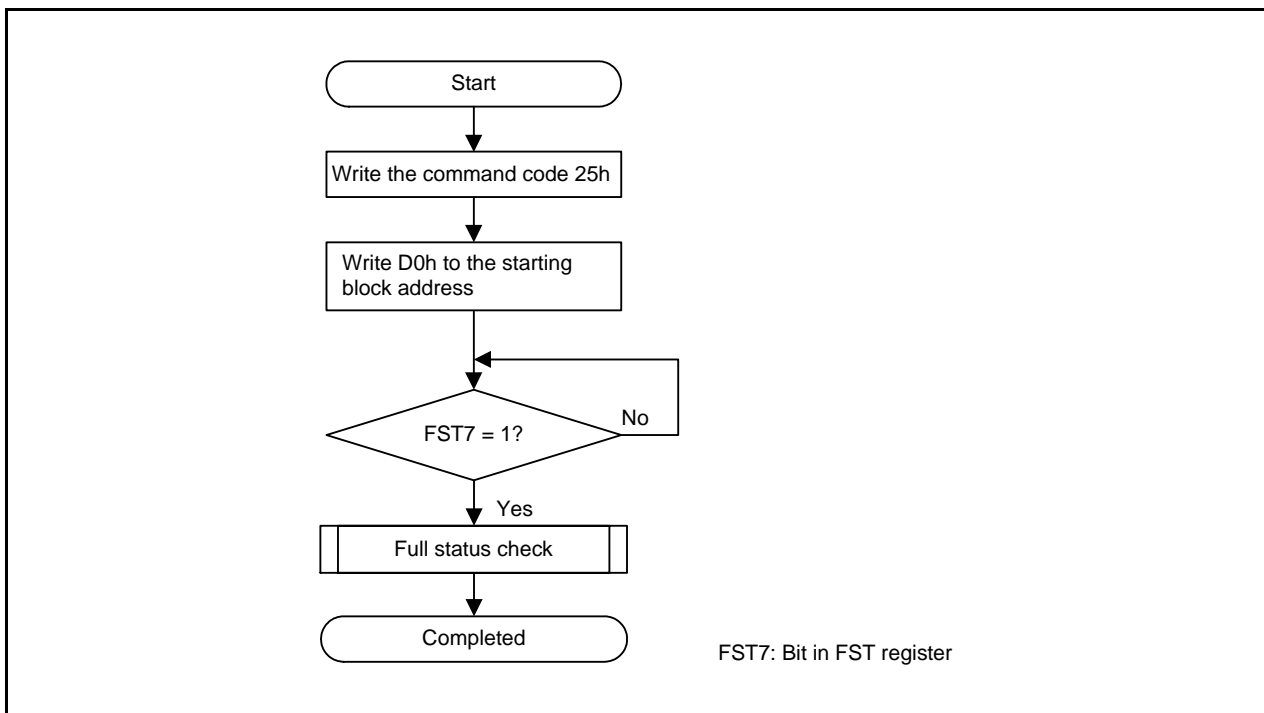 Start
Write the command code 25h
Write D0h to the starting
block address
FST7 = 1?
No
Yes
Full status check
Completed
FST7: Bit in FST register